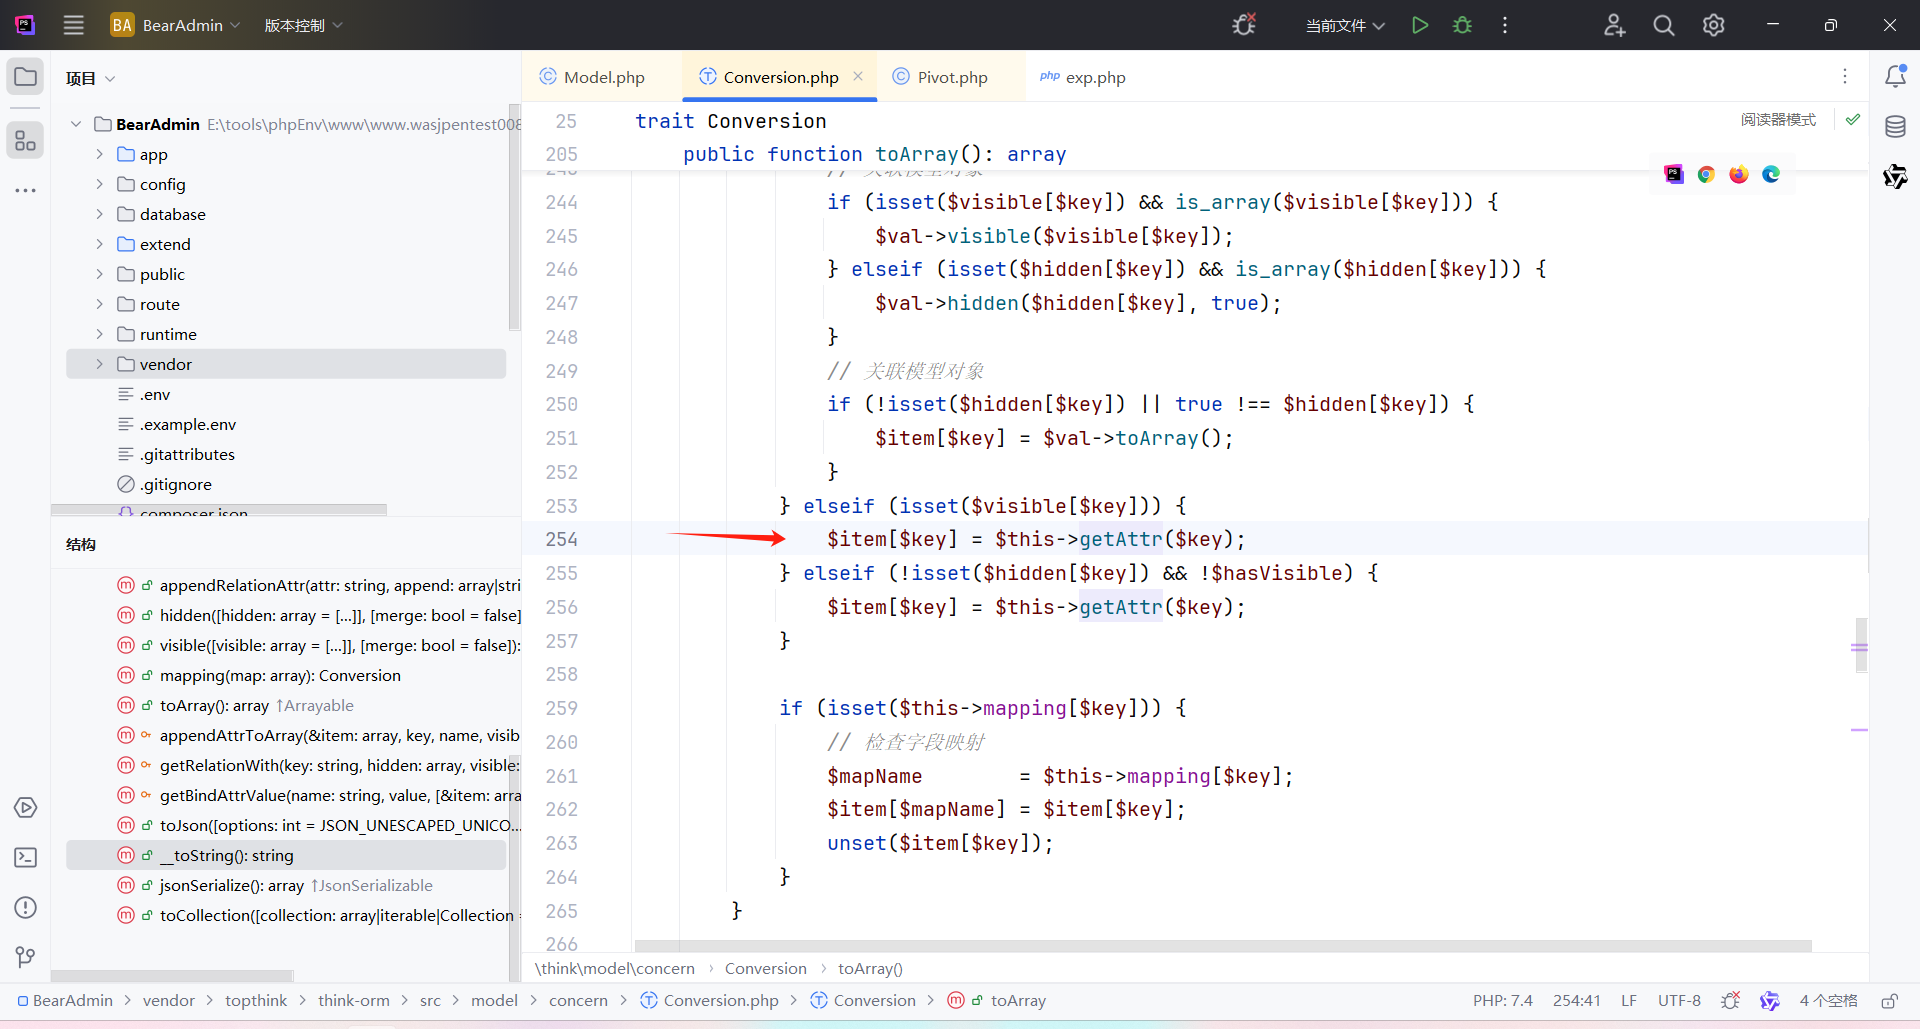 BA BearAdmin 版本控制 当前文件
项目
Model.php Conversion.php Pivot.php php exp.php
BearAdmin E:\tools\phpEnv\www\www.wasjpentest008
app
config
database
extend
public
route
runtime
vendor
.env
.example.env
.gitattributes
.gitignore
composer.json
结构
appendRelationAttr(attr: string, append: array|stri
hidden([hidden: array = [...]], [merge: bool = false]
visible([visible: array = [...]], [merge: bool = false]):
mapping(map: array): Conversion
toArray(): array ↑Arrayable
appendAttrToArray(&item: array, key, name, visib
getRelationWith(key: string, hidden: array, visible:
getBindAttrValue(name: string, value, [&item: arra
toJson([options: int = JSON_UNESCAPED_UNICO...
__toString(): string
jsonSerialize(): array ↑JsonSerializable
toCollection([collection: array|iterable|Collection =
阅读器模式
25 trait Conversion
205 public function toArray(): array
243 // 关联模型对象
244 if (isset($visible[$key]) && is_array($visible[$key])) {
245 $val->visible($visible[$key]);
246 } elseif (isset($hidden[$key]) && is_array($hidden[$key])) {
247 $val->hidden($hidden[$key], true);
248 }
249 // 关联模型对象
250 if (!isset($hidden[$key]) || true !== $hidden[$key]) {
251 $item[$key] = $val->toArray();
252 }
253 } elseif (isset($visible[$key])) {
254 $item[$key] = $this->getAttr($key);
255 } elseif (!isset($hidden[$key]) && !$hasVisible) {
256 $item[$key] = $this->getAttr($key);
257 }
258
259 if (isset($this->mapping[$key])) {
260 // 检查字段映射
261 $mapName = $this->mapping[$key];
262 $item[$mapName] = $item[$key];
263 unset($item[$key]);
264 }
265 }
266
\think\model\concern › Conversion › toArray()
BearAdmin > vendor > topthink > think-orm > src > model > concern > Conversion.php > Conversion > toArray
PHP: 7.4 254:41 LF UTF-8 4 个空格